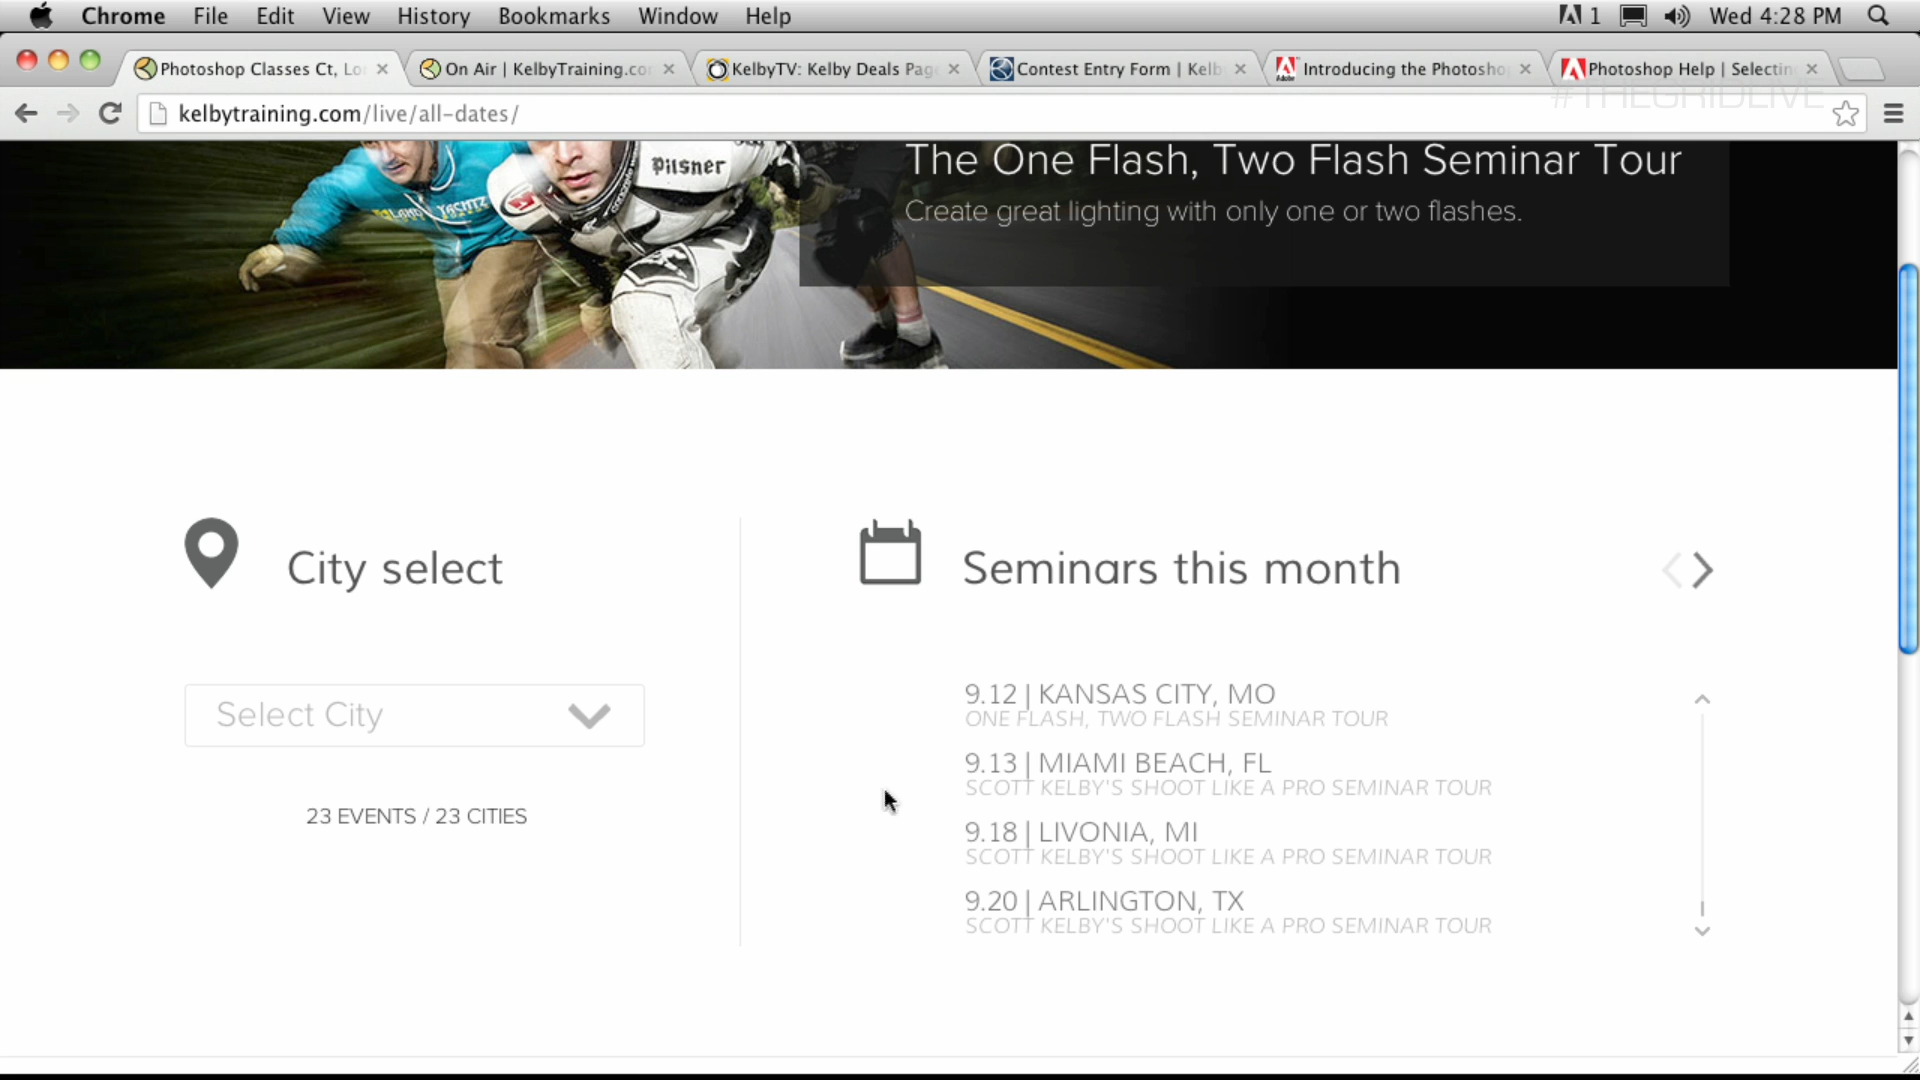 Chrome File Edit View History Bookmarks Window Help 1 Wed 4:28 PM
Photoshop Classes Ct, Lo On Air | KelbyTraining.co KelbyTV: Kelby Deals Pag Contest Entry Form | Kelb Introducing the Photosho Photoshop Help | Selectin
#THEGRIDLIVE
kelbytraining.com/live/all-dates/
Pilsner
LAND YACHTZ
The One Flash, Two Flash Seminar Tour
Create great lighting with only one or two flashes.
City select
Select City
23 EVENTS / 23 CITIES
Seminars this month
9.12 | KANSAS CITY, MO
ONE FLASH, TWO FLASH SEMINAR TOUR
9.13 | MIAMI BEACH, FL
SCOTT KELBY'S SHOOT LIKE A PRO SEMINAR TOUR
9.18 | LIVONIA, MI
SCOTT KELBY'S SHOOT LIKE A PRO SEMINAR TOUR
9.20 | ARLINGTON, TX
SCOTT KELBY'S SHOOT LIKE A PRO SEMINAR TOUR